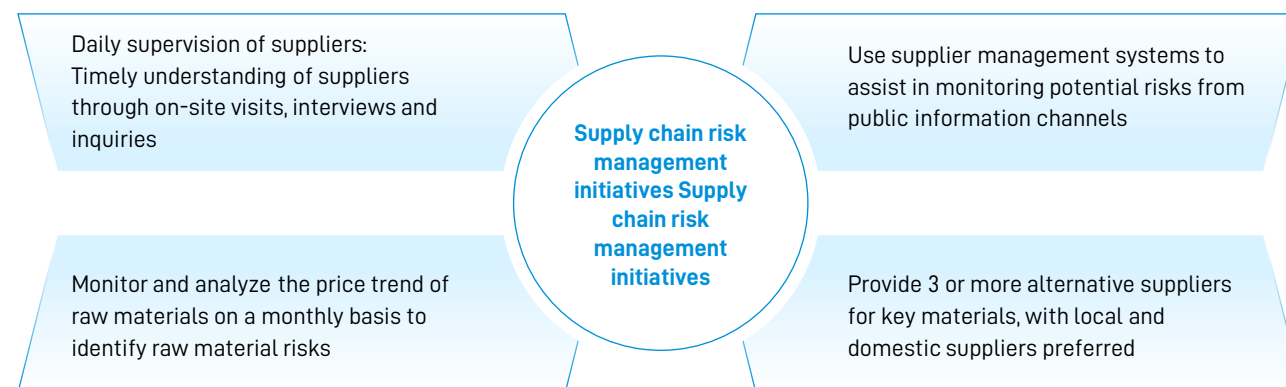 Daily supervision of suppliers:
Timely understanding of suppliers
through on-site visits, interviews and
inquiries
Use supplier management systems to
assist in monitoring potential risks from
public information channels
Supply chain risk
management
initiatives Supply
chain risk
management
initiatives
Monitor and analyze the price trend of
raw materials on a monthly basis to
identify raw material risks
Provide 3 or more alternative suppliers
for key materials, with local and
domestic suppliers preferred